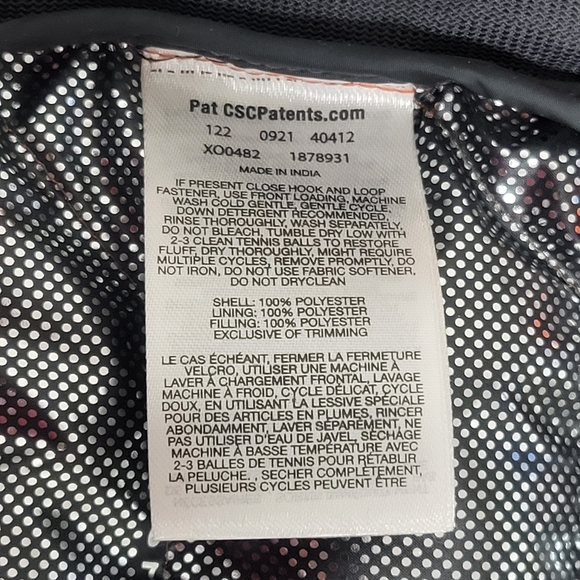 Pat CSCPatents.com
122 0921 40412
XO0482 1878931
MADE IN INDIA
IF PRESENT CLOSE HOOK AND LOOP
FASTENER, USE FRONT LOADING, MACHINE
WASH COLD GENTLE, GENTLE CYCLE,
DOWN DETERGENT RECOMMENDED,
RINSE THOROUGHLY, WASH SEPARATELY,
DO NOT BLEACH, TUMBLE DRY LOW WITH
2-3 CLEAN TENNIS BALLS TO RESTORE
FLUFF, DRY THOROUGHLY, MIGHT REQUIRE
MULTIPLE CYCLES, REMOVE PROMPTLY, DO
NOT IRON, DO NOT USE FABRIC SOFTENER,
DO NOT DRYCLEAN
SHELL: 100% POLYESTER
LINING: 100% POLYESTER
FILLING: 100% POLYESTER
EXCLUSIVE OF TRIMMING
LE CAS ÉCHÉANT, FERMER LA FERMETURE
VELCRO, UTILISER UNE MACHINE À
LAVER À CHARGEMENT FRONTAL, LAVAGE
MACHINE À FROID, CYCLE DÉLICAT, CYCLE
DOUX, EN UTILISANT LA LESSIVE SPÉCIALE
POUR DES ARTICLES EN PLUMES, RINCER
ABONDAMMENT, LAVER SÉPARÉMENT, NE
PAS UTILISER D'EAU DE JAVEL, SÉCHAGE
MACHINE À BASSE TEMPÉRATURE AVEC
2-3 BALLES DE TENNIS POUR RÉTABLIR
LA PELUCHE. , SÉCHER COMPLÈTEMENT,
PLUSIEURS CYCLES PEUVENT ÊTRE